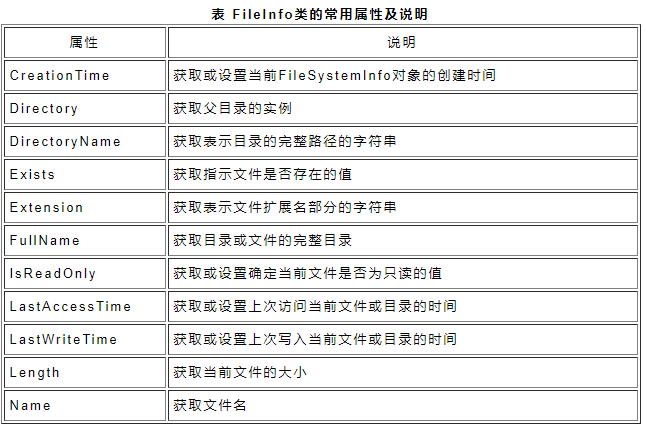 表 FileInfo类的常用属性及说明
属性 说明
CreationTime 获取或设置当前FileSystemInfo对象的创建时间
Directory 获取父目录的实例
DirectoryName 获取表示目录的完整路径的字符串
Exists 获取指示文件是否存在的值
Extension 获取表示文件扩展名部分的字符串
FullName 获取目录或文件的完整目录
IsReadOnly 获取或设置确定当前文件是否为只读的值
LastAccessTime 获取或设置上次访问当前文件或目录的时间
LastWriteTime 获取或设置上次写入当前文件或目录的时间
Length 获取当前文件的大小
Name 获取文件名